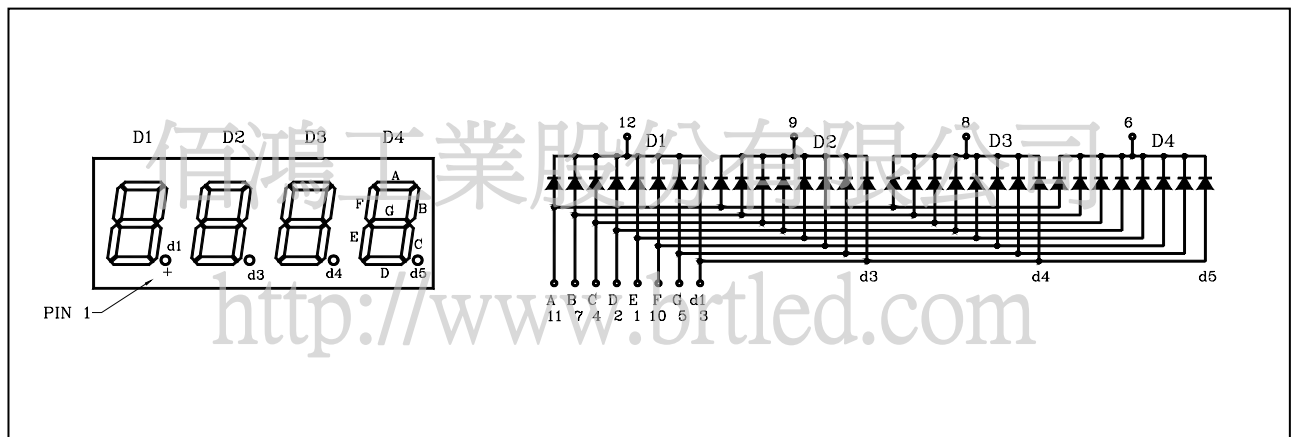 佰鴻工業股份有限公司
http://www.brtled.com
D1 D2 D3 D4
A
F G B
E C
D
d1 d3 d4 d5
+
PIN 1
12 9 8 6
D1 D2 D3 D4
d3 d4 d5
A B C D E F G d1
11 7 4 2 1 10 5 3